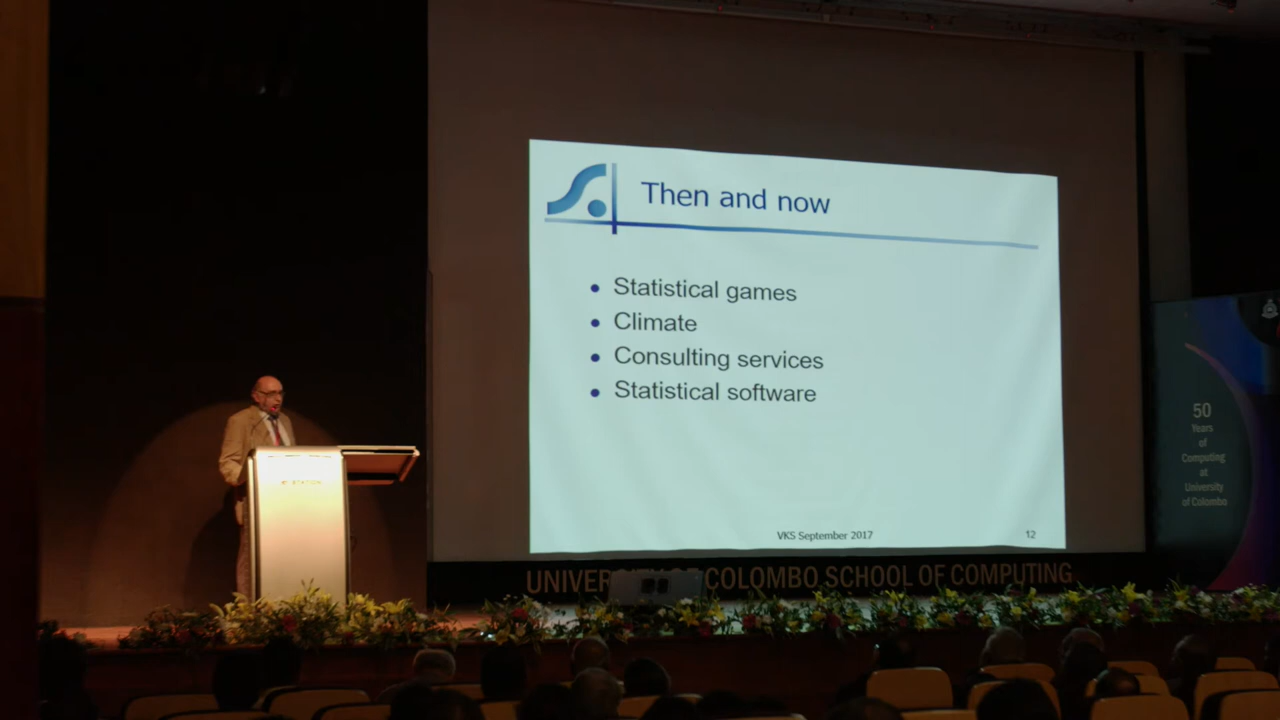 Then and now
Statistical games
Climate
Consulting services
Statistical software
VKS September 2017
12
50
Years
of
Computing
at
University
of Colombo
COLOMBO SCHOOL OF COMPUTING